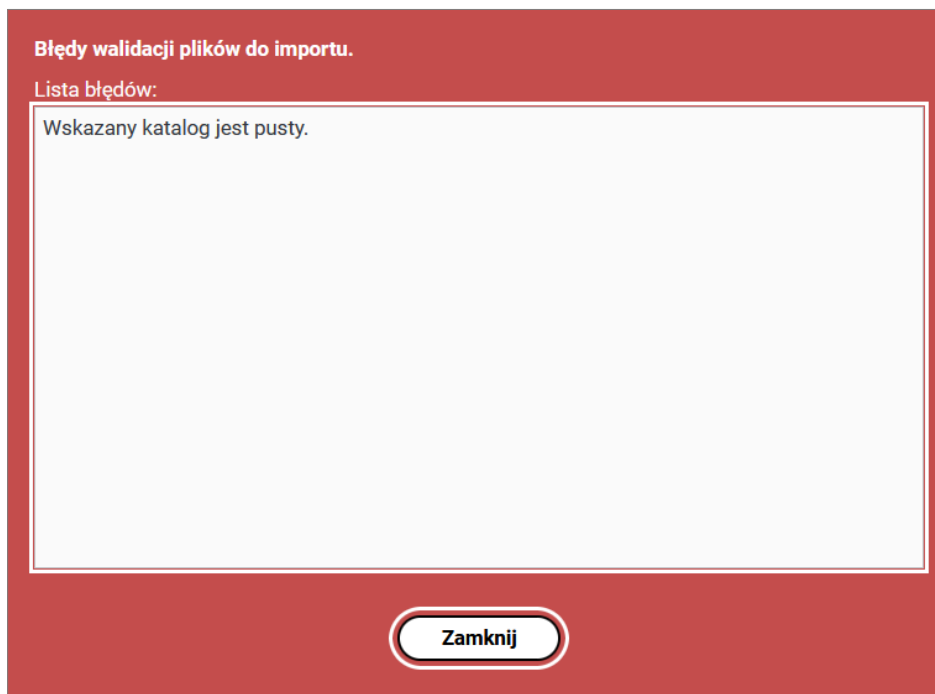 Błędy walidacji plików do importu.
Lista błędów:
Wskazany katalog jest pusty.
Zamknij